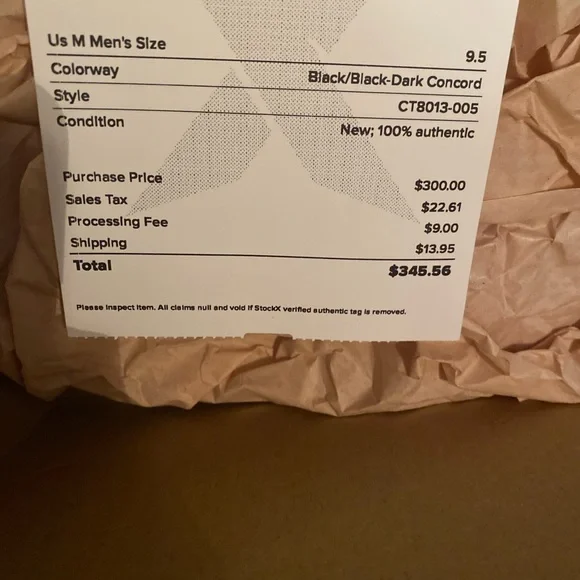 Us M Men's Size 9.5
Colorway Black/Black-Dark Concord
Style CT8013-005
Condition New; 100% authentic
Purchase Price $300.00
Sales Tax $22.61
Processing Fee $9.00
Shipping $13.95
Total $345.56
Please inspect item. All claims null and void if StockX verified authentic tag is removed.